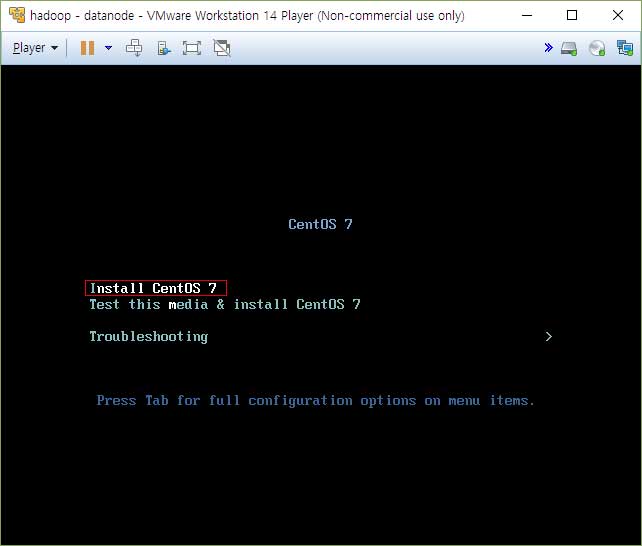 hadoop - datanode - VMware Workstation 14 Player (Non-commercial use only)
Player
CentOS 7
Install CentOS 7
Test this media & install CentOS 7
Troubleshooting >
Press Tab for full configuration options on menu items.